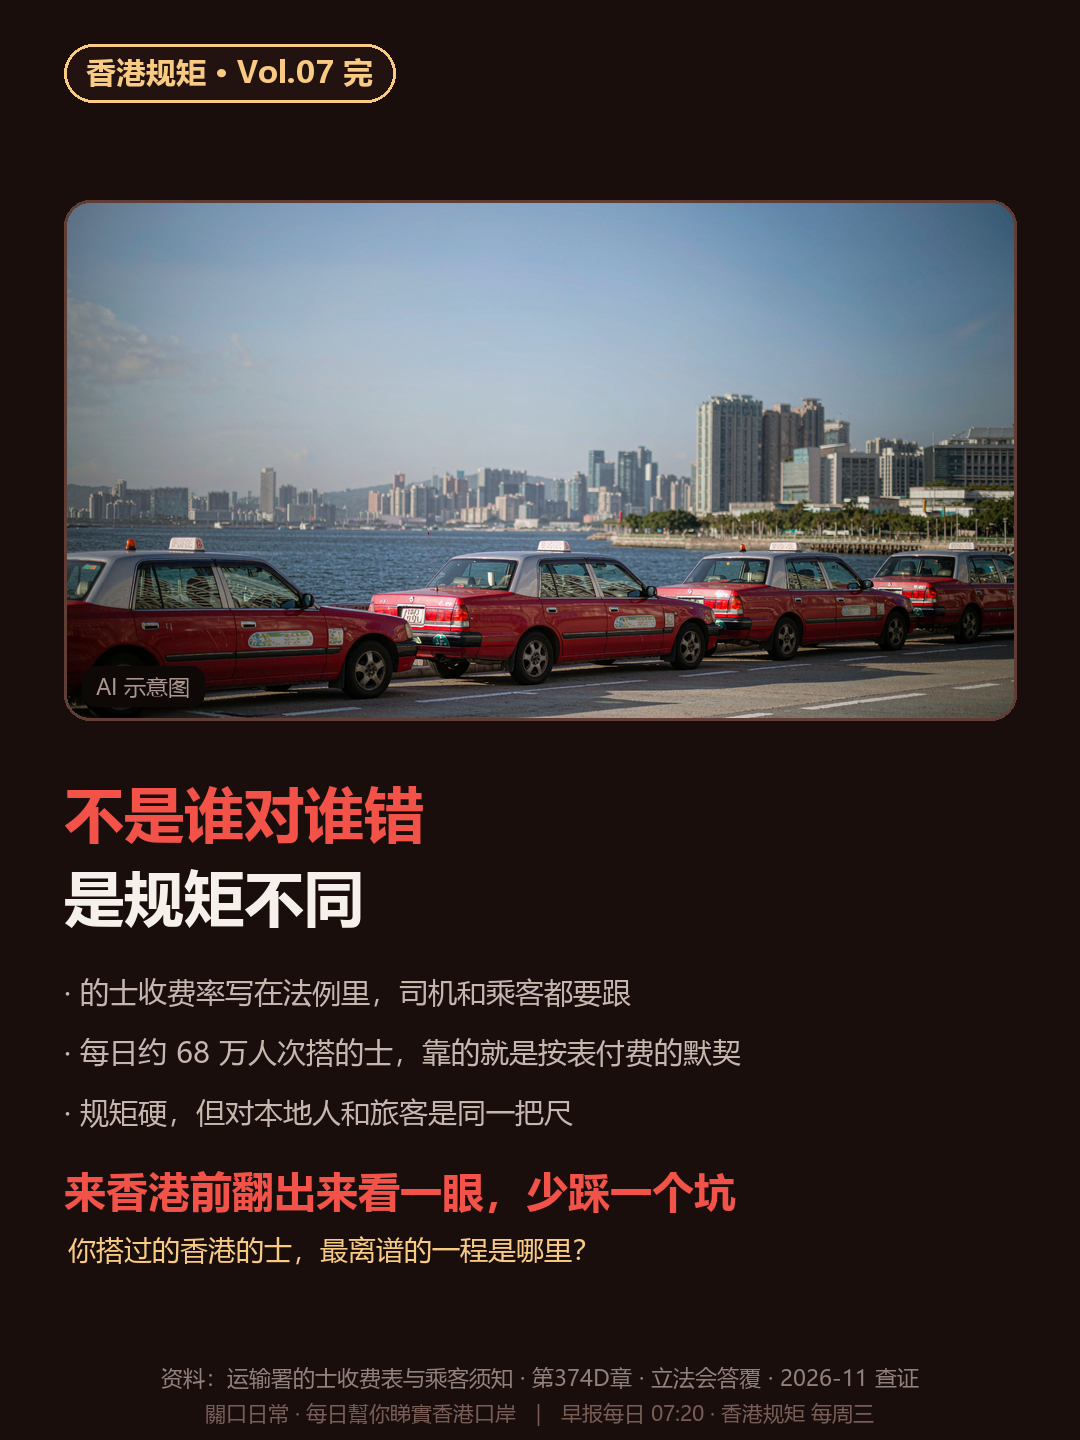 香港规矩 • Vol.07 完
AI 示意图
不是谁对谁错
是规矩不同
· 的士收费率写在法例里，司机和乘客都要跟
· 每日约 68 万人次搭的士，靠的就是按表付费的默契
· 规矩硬，但对本地人和旅客是同一把尺
来香港前翻出来看一眼，少踩一个坑
你搭过的香港的士，最离谱的一程是哪里？
资料：运输署的士收费表与乘客须知 · 第374D章 · 立法会答覆 · 2026-11 查证
關口日常 · 每日幫你睇實香港口岸 ｜ 早报每日 07:20 · 香港规矩 每周三